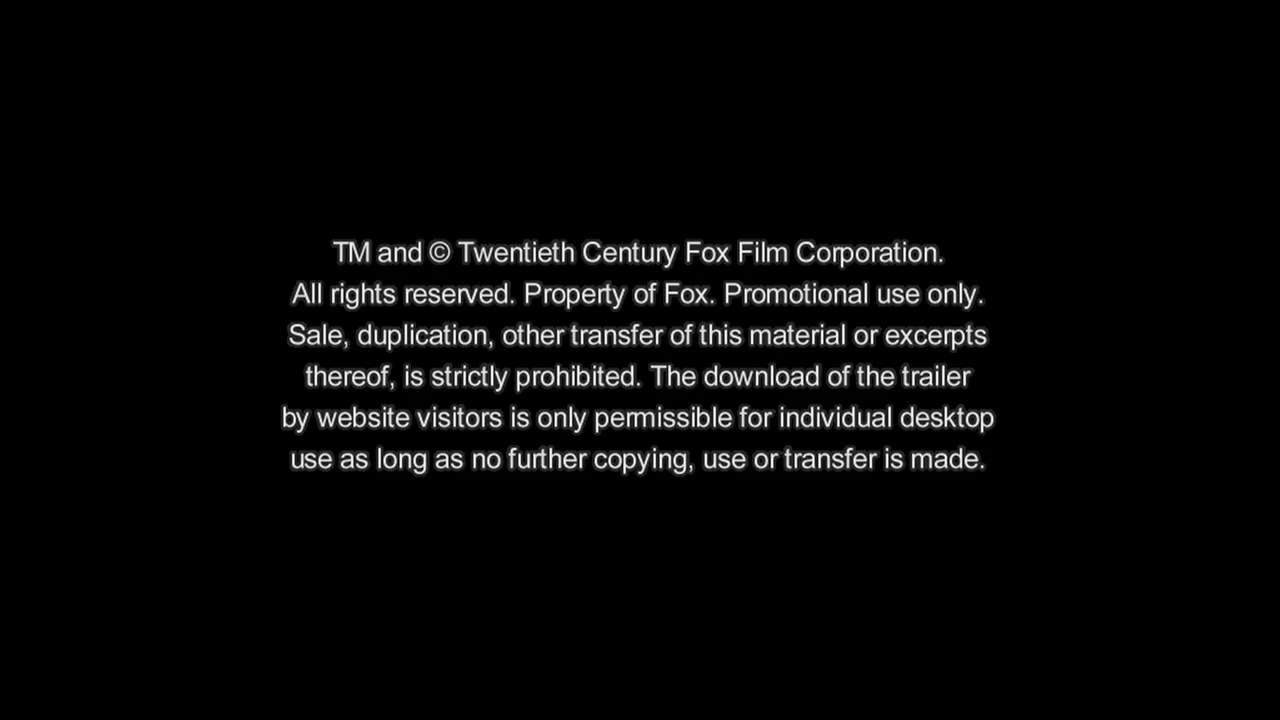 TM and © Twentieth Century Fox Film Corporation.
All rights reserved. Property of Fox. Promotional use only.
Sale, duplication, other transfer of this material or excerpts
thereof, is strictly prohibited. The download of the trailer
by website visitors is only permissible for individual desktop
use as long as no further copying, use or transfer is made.